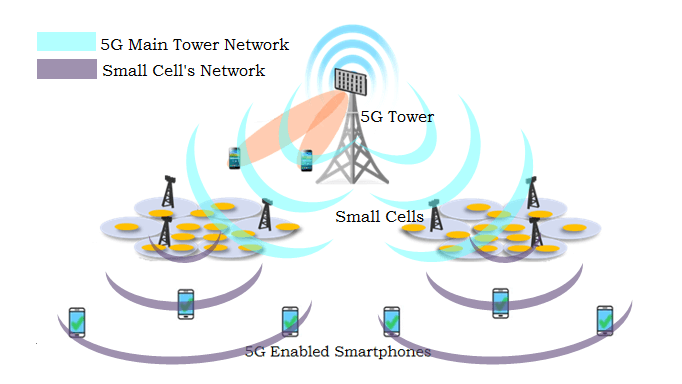 5G Main Tower Network
Small Cell's Network
5G Tower
Small Cells
5G Enabled Smartphones